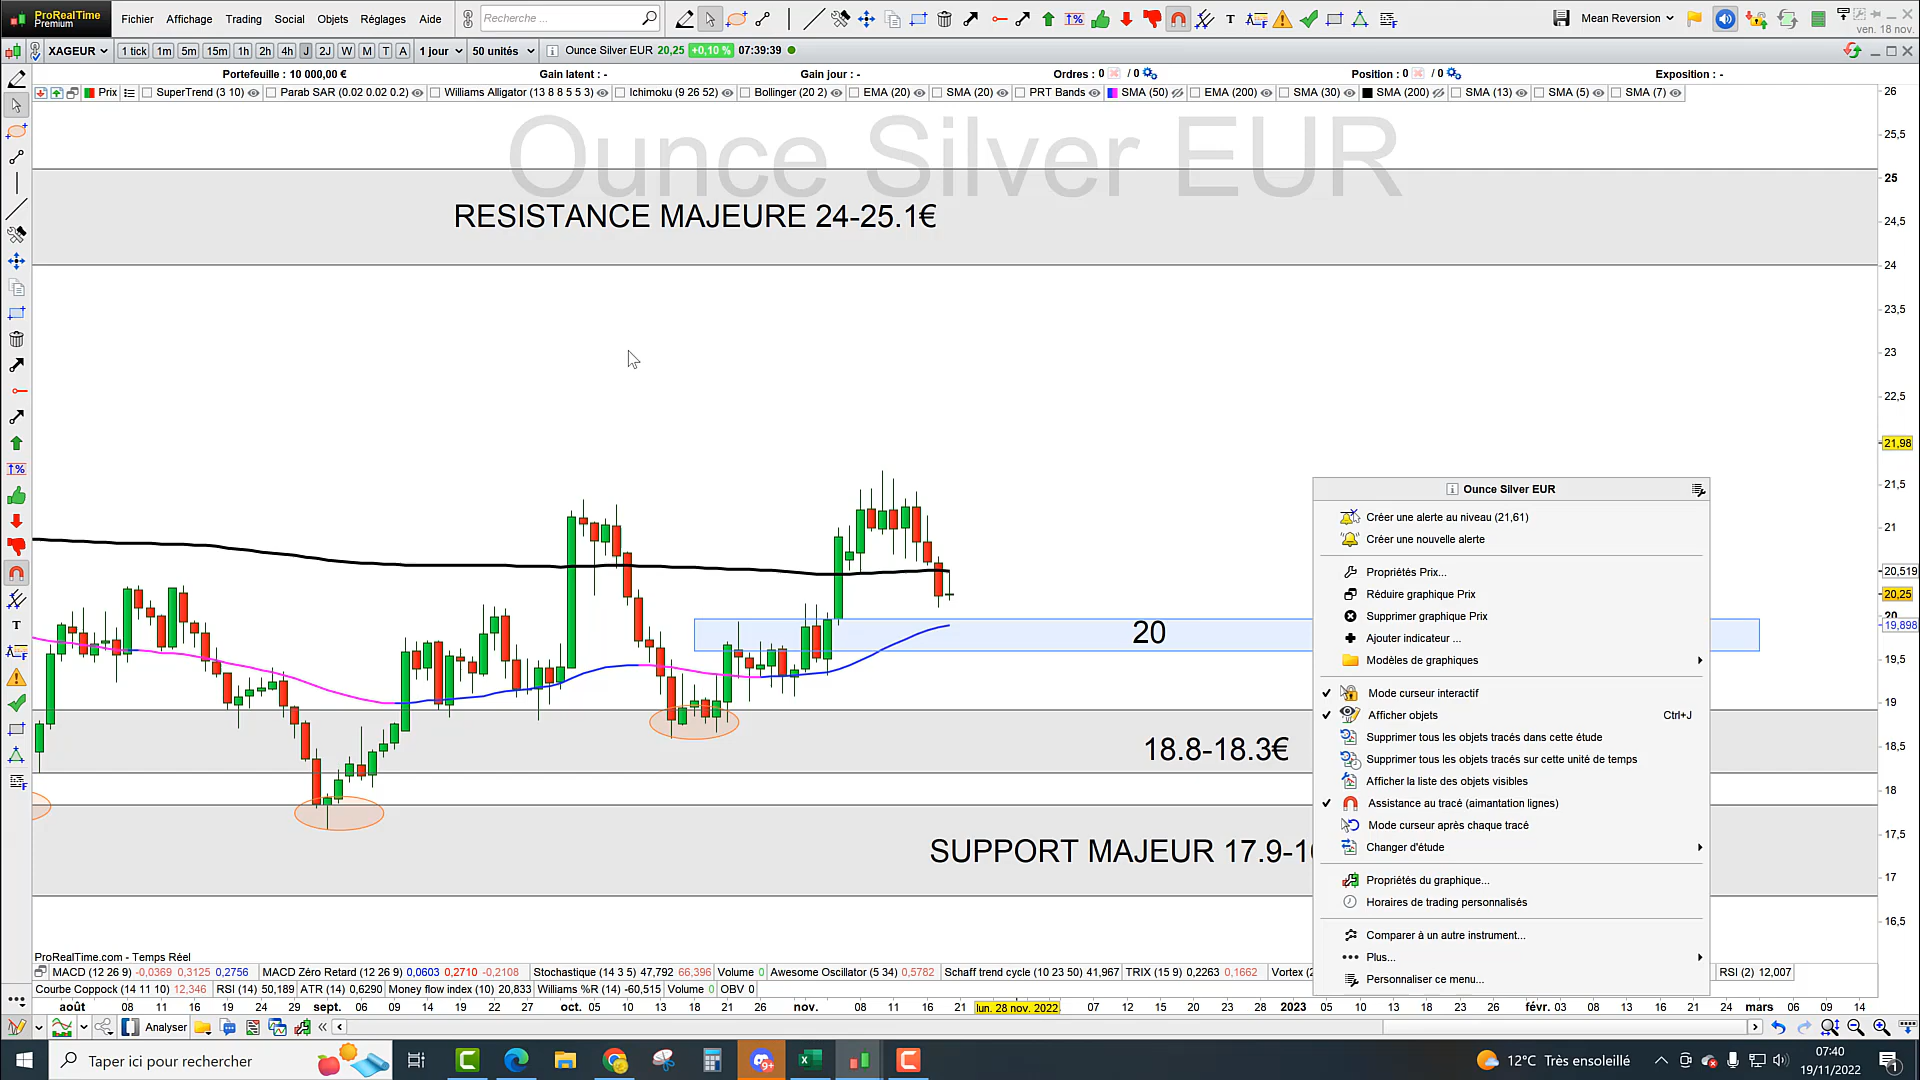 ProRealTime
Premium
Fichier Affichage Trading Social Objets Réglages Aide
Recherche ...
Mean Reversion
ven. 18 nov.
XAGEUR
1 tick 1m 5m 15m 1h 2h 4h J 2J W M T A
1 jour 50 unités
Ounce Silver EUR 20,25 +0,10 % 07:39:39
Portefeuille : 10 000,00 € Gain latent : - Gain jour : - Ordres : 0 / 0 Position : 0 / 0 Exposition : -
Prix SuperTrend (3 10) Parab SAR (0.02 0.02 0.2) Williams Alligator (13 8 8 5 5 3) Ichimoku (9 26 52) Bollinger (20 2) EMA (20) SMA (20) PRT Bands SMA (50) EMA (200) SMA (30) SMA (200) SMA (13) SMA (5) SMA (7)
Ounce Silver EUR
RESISTANCE MAJEURE 24-25.1€
26
25,5
25
24,5
24
23,5
23
22,5
21,98
21,5
21
20,519
20,25
20
19,898
19,5
19
18,5
18
17,5
17
16,5
20
18.8-18.3€
SUPPORT MAJEUR 17.9-1
Ounce Silver EUR
Créer une alerte au niveau (21,61)
Créer une nouvelle alerte
Propriétés Prix...
Réduire graphique Prix
Supprimer graphique Prix
Ajouter indicateur ...
Modèles de graphiques
Mode curseur interactif
Afficher objets Ctrl+J
Supprimer tous les objets tracés dans cette étude
Supprimer tous les objets tracés sur cette unité de temps
Afficher la liste des objets visibles
Assistance au tracé (aimantation lignes)
Mode curseur après chaque tracé
Changer d'étude
Propriétés du graphique...
Horaires de trading personnalisés
Comparer à un autre instrument...
Plus...
Personnaliser ce menu...
ProRealTime.com - Temps Réel
MACD (12 26 9) -0,0369 0,3125 0,2756 MACD Zéro Retard (12 26 9) 0,0603 0,2710 -0,2108 Stochastique (14 3 5) 47,792 66,396 Volume 0 Awesome Oscillator (5 34) 0,5782 Schaff trend cycle (10 23 50) 41,967 TRIX (15 9) 0,2263 0,1662 Vortex (2 RSI (2) 12,007
Courbe Coppock (14 11 10) 12,346 RSI (14) 50,189 ATR (14) 0,6290 Money flow index (10) 20,833 Williams %R (14) -60,515 Volume 0 OBV 0
août 11 16 19 24 26 sept. 06 09 14 19 22 27 oct. 05 10 13 18 21 26 nov. 08 11 16 21 lun. 28 nov. 2022 07 12 15 20 23 28 2023 05 10 13 18 23 26 févr. 03 08 13 16 21 24 mars 06 09 14
Analyser
Taper ici pour rechercher
9+
12°C Très ensoleillé
07:40
19/11/2022
1